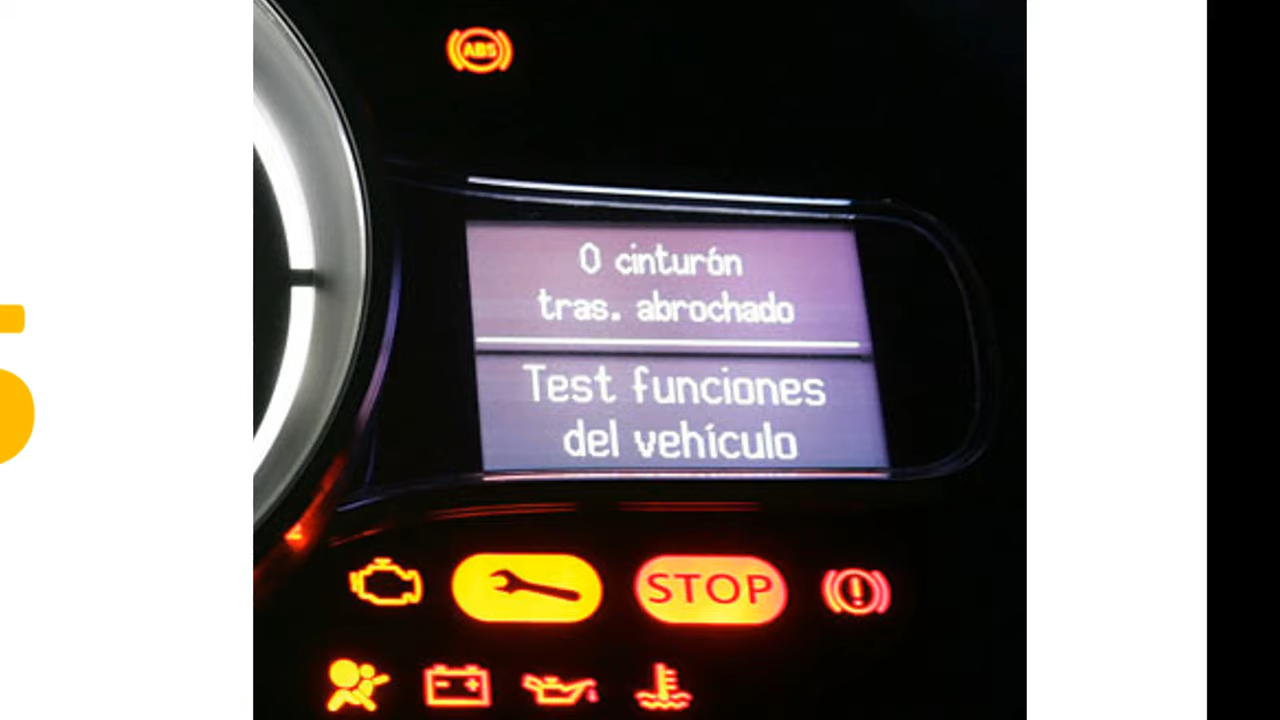 ABS
0 cinturón
tras. abrochado
Test funciones
del vehículo
STOP